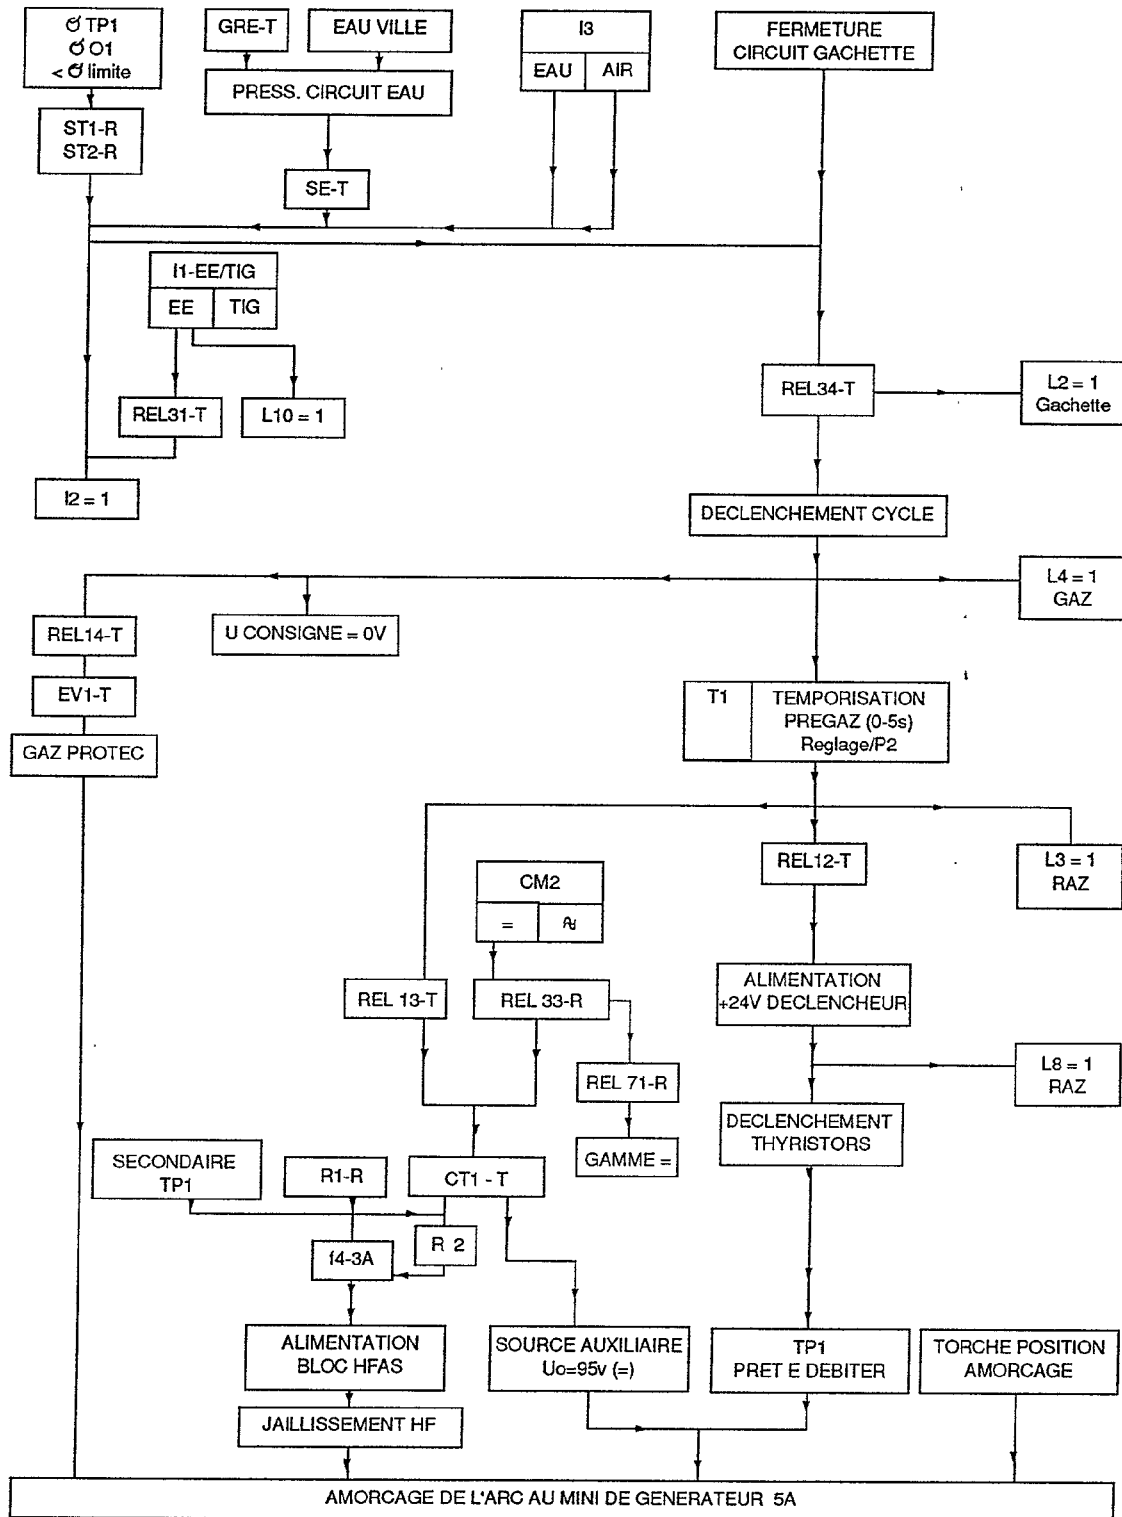 ♂ TP1
♂ O1
< ♂ limite
GRE-T
EAU VILLE
I3
EAU
AIR
FERMETURE
CIRCUIT GACHETTE
PRESS. CIRCUIT EAU
ST1-R
ST2-R
SE-T
I1-EE/TIG
EE
TIG
REL31-T
L10 = 1
REL34-T
L2 = 1
Gachette
I2 = 1
DECLENCHEMENT CYCLE
L4= 1
GAZ
REL14-T
U CONSIGNE = 0V
EV1-T
GAZ PROTEC
T1
TEMPORISATION
PREGAZ (0-5s)
Reglage/P2
REL12-T
L3 = 1
RAZ
CM2
=
REL 13-T
REL 33-R
ALIMENTATION
+24V DECLENCHEUR
REL 71-R
L8 = 1
RAZ
DECLENCHEMENT
THYRISTORS
GAMME =
SECONDAIRE
TP1
R1-R
CT1 - T
R 2
f4-3A
ALIMENTATION
BLOC HFAS
SOURCE AUXILIAIRE
Uo=95v (=)
TP1
PRET E DEBITER
TORCHE POSITION
AMORCAGE
JAILLISSEMENT HF
AMORCAGE DE L'ARC AU MINI DE GENERATEUR 5A